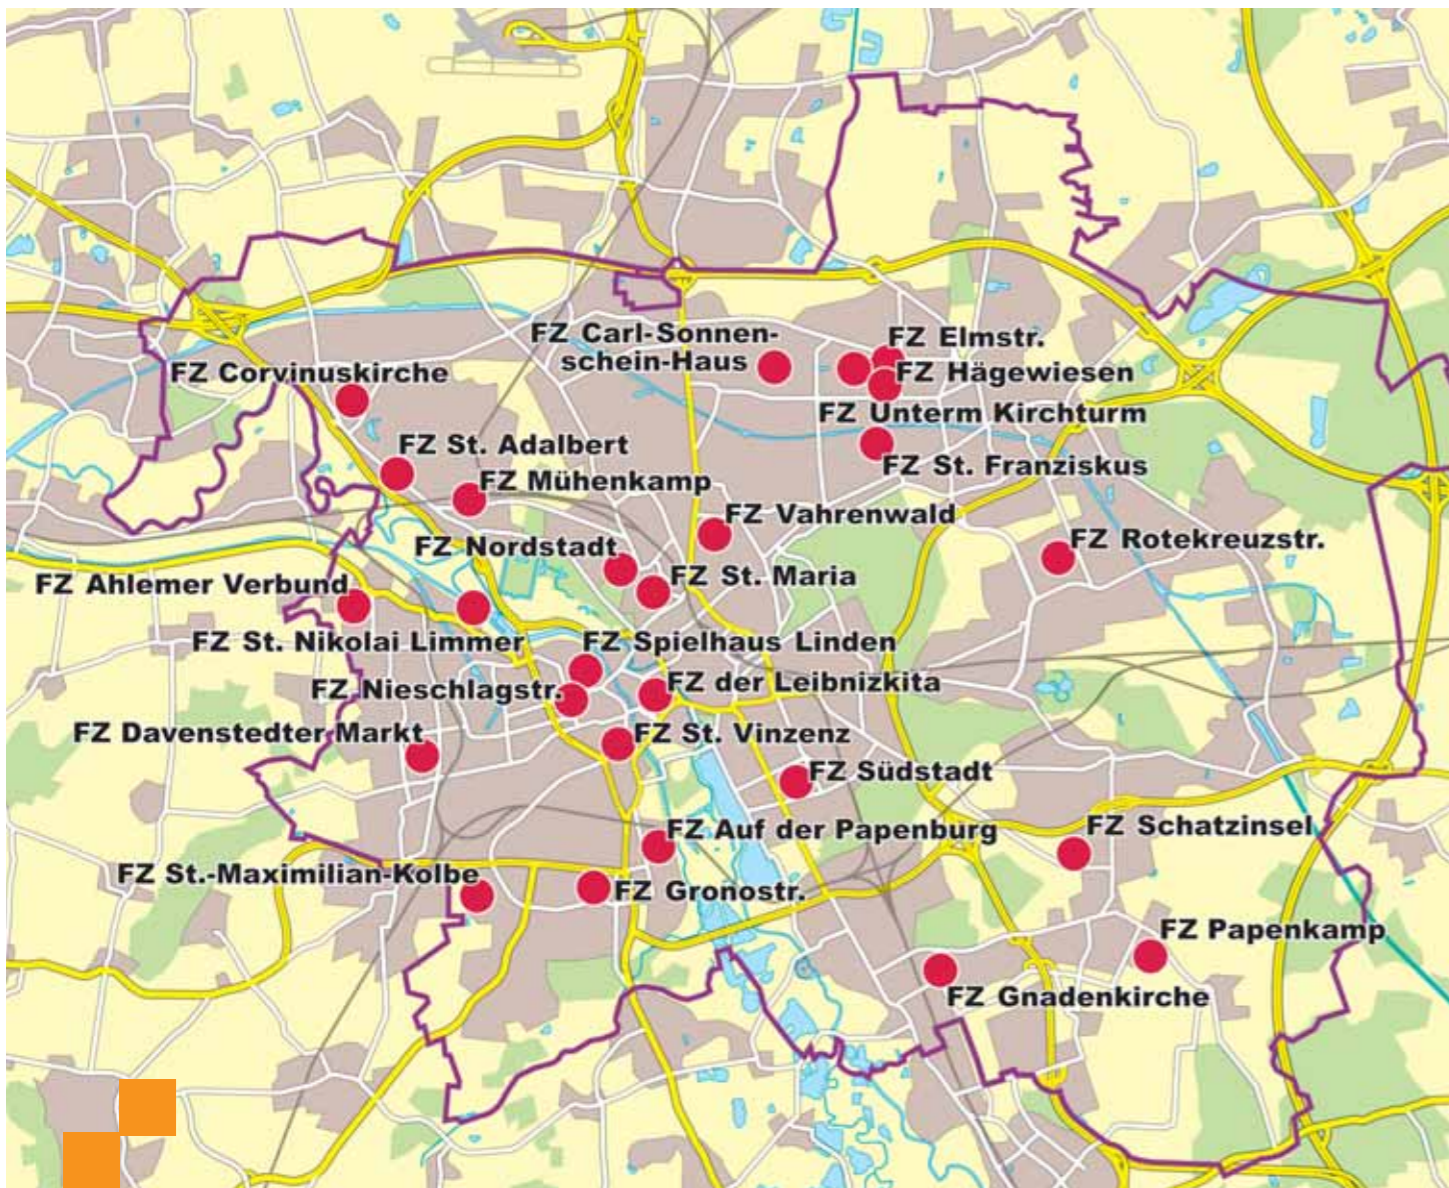 FZ Carl-Sonnen-
schein-Haus
FZ Elmstr.
FZ Hägewiesen
FZ Corvinuskirche
FZ Unterm Kirchturm
FZ St. Adalbert
FZ St. Franziskus
FZ Mühenkamp
FZ Vahrenwald
FZ Rotekreuzstr.
FZ Nordstadt
FZ St. Maria
FZ Ahlemer Verbund
FZ St. Nikolai Limmer
FZ Spielhaus Linden
FZ Nieschlagstr.
FZ der Leibnizkita
FZ Davenstedter Markt
FZ St. Vinzenz
FZ Südstadt
FZ Auf der Papenburg
FZ Schatzinsel
FZ St.-Maximilian-Kolbe
FZ Gronostr.
FZ Papenkamp
FZ Gnadenkirche